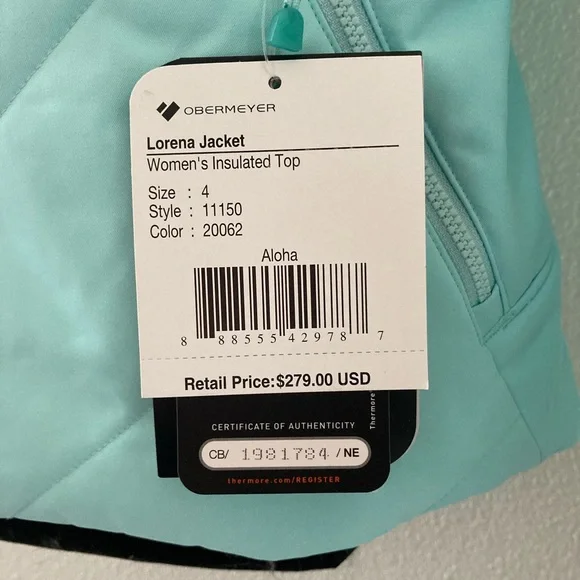 OBERMEYER
Lorena Jacket
Women's Insulated Top
Size : 4
Style : 11150
Color : 20062
Aloha
8 88555 42978 7
Retail Price:$279.00 USD
Thermore
CERTIFICATE OF AUTHENTICITY
CB/ 1981784 / NE
thermore.com/REGISTER